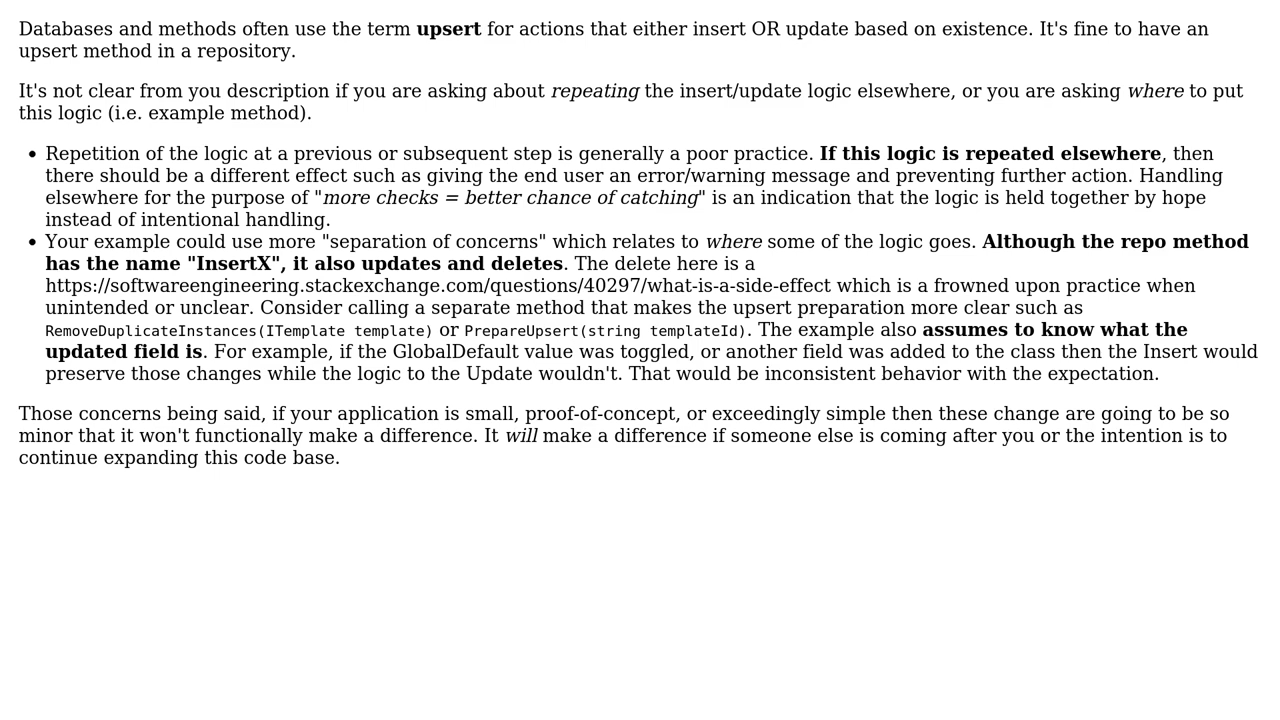 Databases and methods often use the term upsert for actions that either insert OR update based on existence. It's fine to have an
upsert method in a repository.
It's not clear from you description if you are asking about repeating the insert/update logic elsewhere, or you are asking where to put
this logic (i.e. example method).
• Repetition of the logic at a previous or subsequent step is generally a poor practice. If this logic is repeated elsewhere, then
there should be a different effect such as giving the end user an error/warning message and preventing further action. Handling
elsewhere for the purpose of "more checks = better chance of catching" is an indication that the logic is held together by hope
instead of intentional handling.
• Your example could use more "separation of concerns" which relates to where some of the logic goes. Although the repo method
has the name "InsertX", it also updates and deletes. The delete here is a
https://softwareengineering.stackexchange.com/questions/40297/what-is-a-side-effect which is a frowned upon practice when
unintended or unclear. Consider calling a separate method that makes the upsert preparation more clear such as
RemoveDuplicateInstances(ITemplate template) or PrepareUpsert(string templateId). The example also assumes to know what the
updated field is. For example, if the GlobalDefault value was toggled, or another field was added to the class then the Insert would
preserve those changes while the logic to the Update wouldn't. That would be inconsistent behavior with the expectation.
Those concerns being said, if your application is small, proof-of-concept, or exceedingly simple then these change are going to be so
minor that it won't functionally make a difference. It will make a difference if someone else is coming after you or the intention is to
continue expanding this code base.